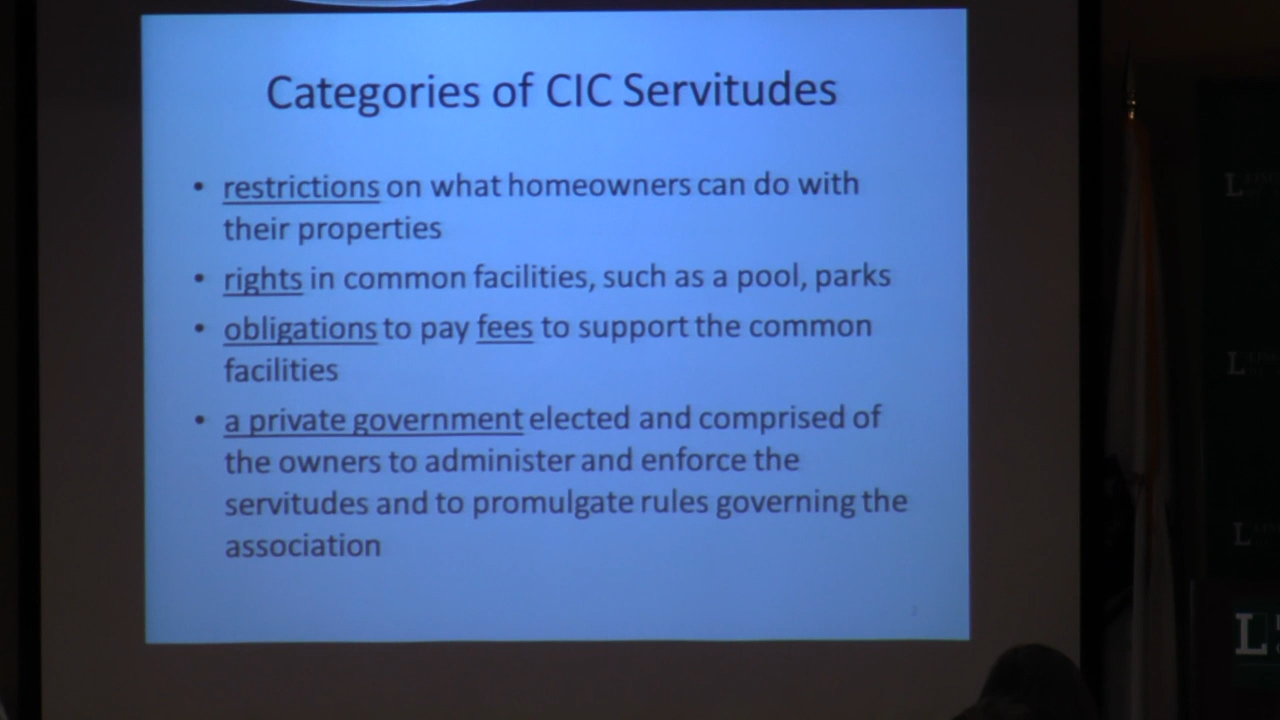 Categories of CIC Servitudes
• restrictions on what homeowners can do with
their properties
• rights in common facilities, such as a pool, parks
• obligations to pay fees to support the common
facilities
• a private government elected and comprised of
the owners to administer and enforce the
servitudes and to promulgate rules governing the
association
2
L
L
L
L